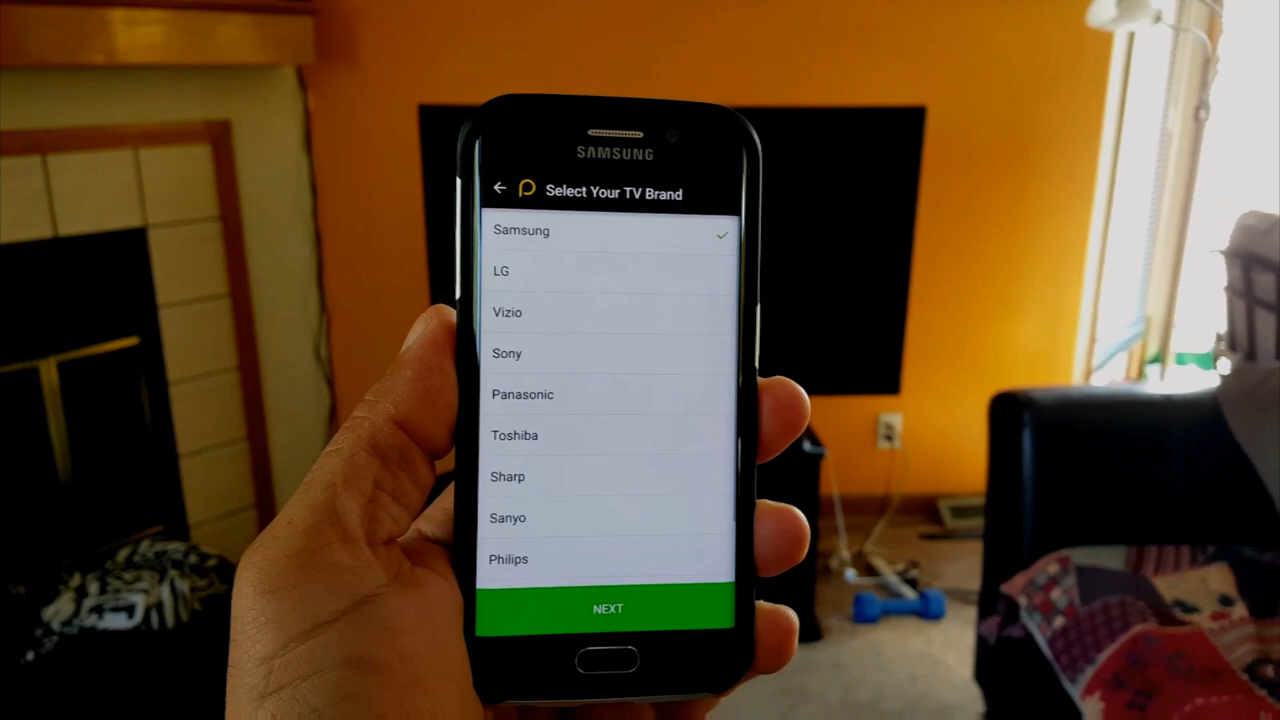 SAMSUNG
Select Your TV Brand
Samsung
LG
Vizio
Sony
Panasonic
Toshiba
Sharp
Sanyo
Philips
NEXT